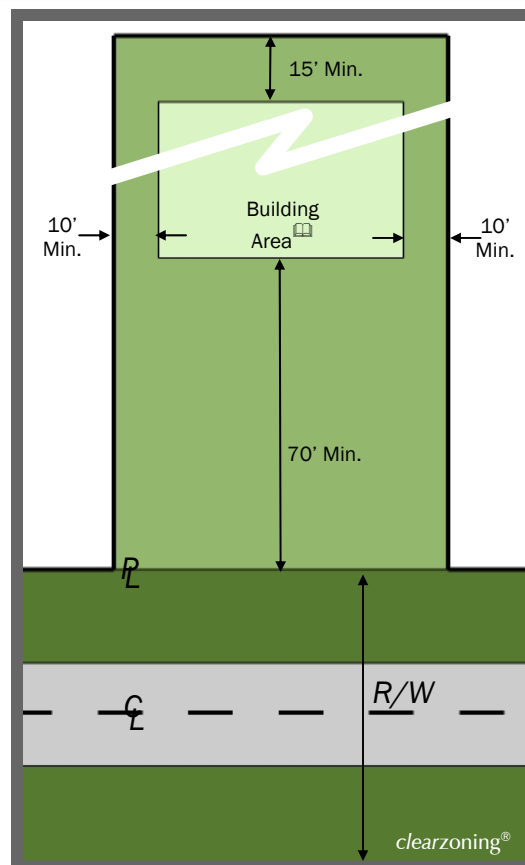 15’ Min.
Building
Area
10’
Min.
10’
Min.
70’ Min.
PL
R/W
CL
clearzoning®